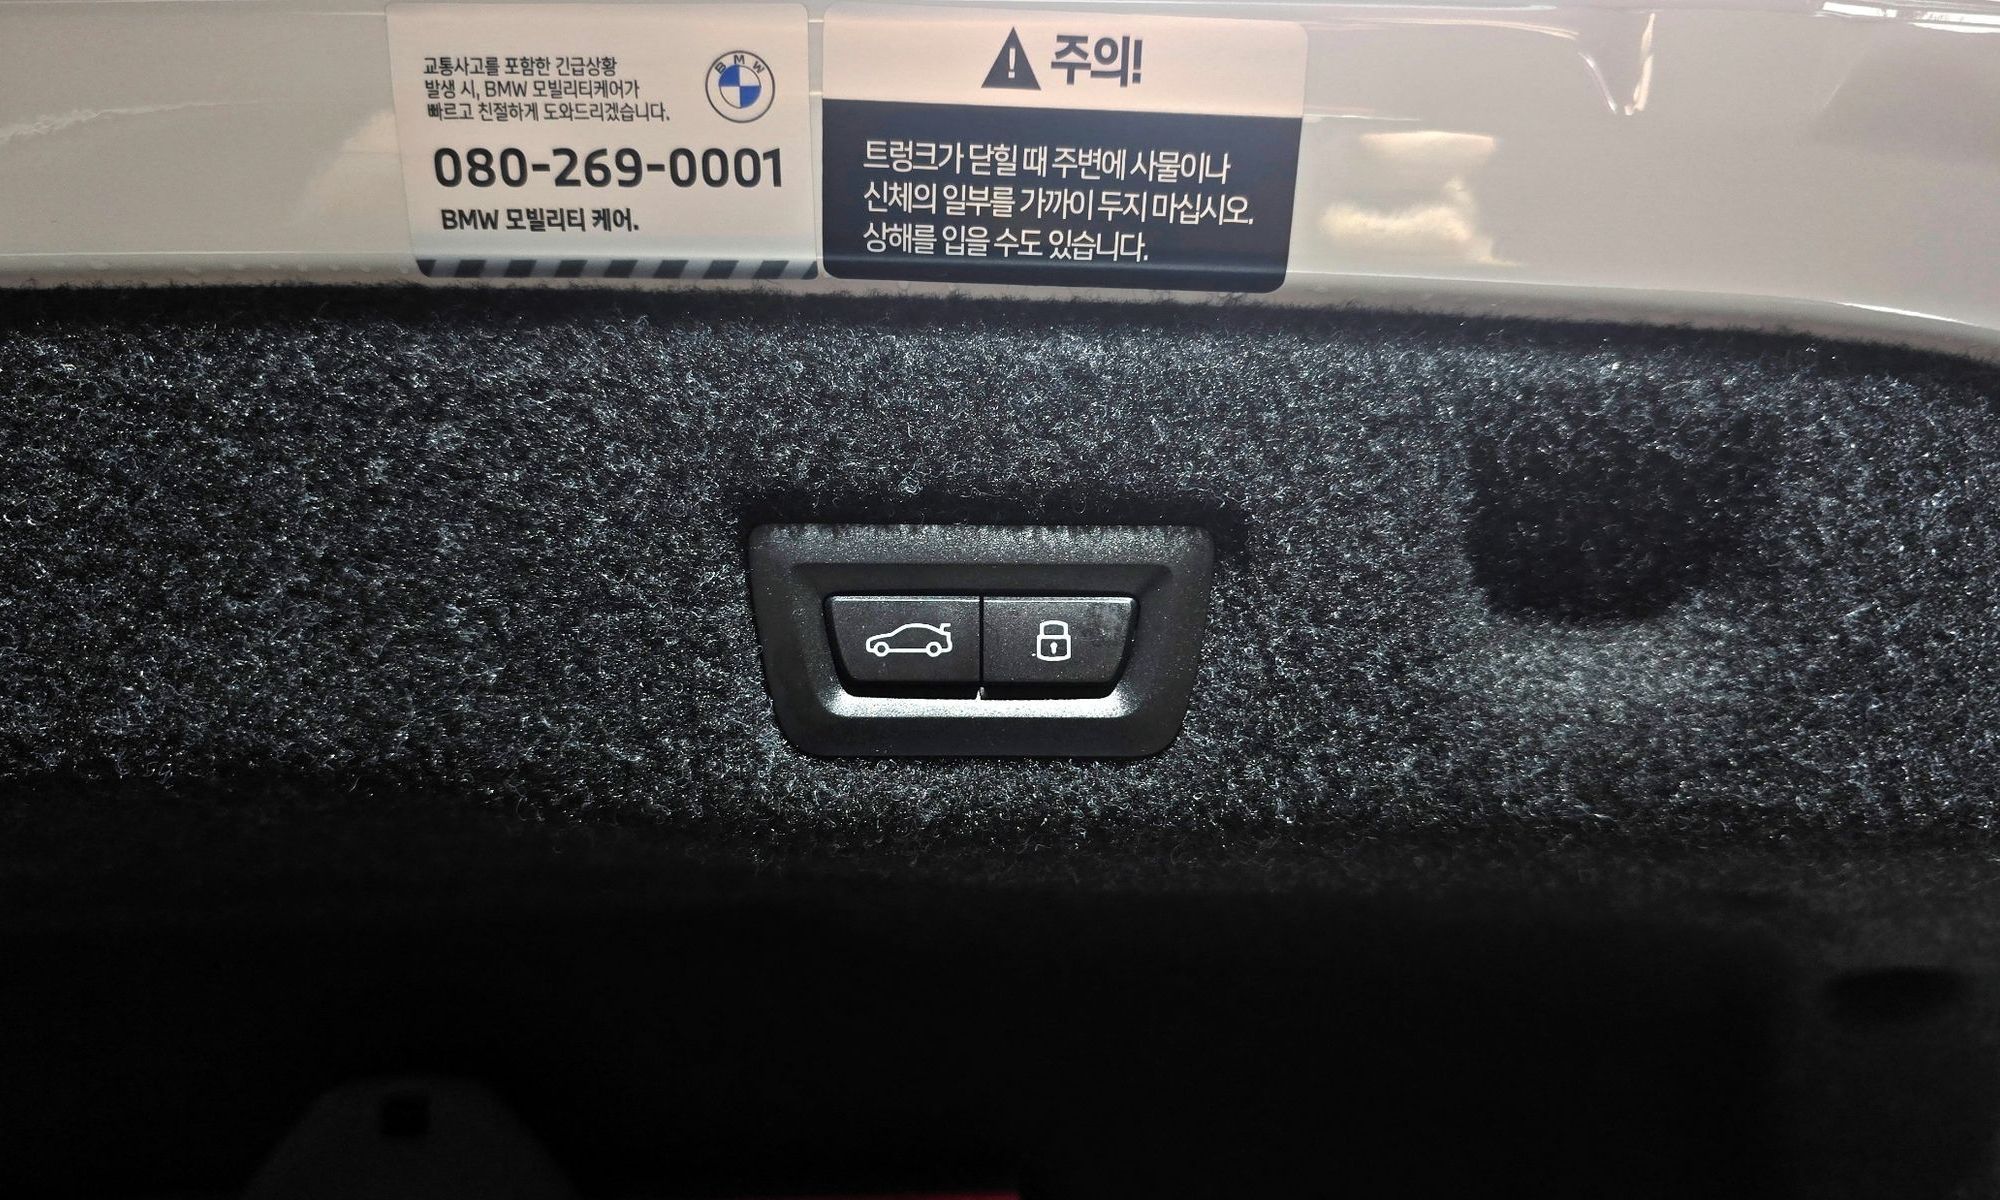 교통사고를 포함한 긴급상황
발생 시, BMW 모빌리티케어가
빠르고 친절하게 도와드리겠습니다.
BMW
080-269-0001
BMW 모빌리티 케어.
주의!
트렁크가 닫힐 때 주변에 사물이나
신체의 일부를 가까이 두지 마십시오.
상해를 입을 수도 있습니다.